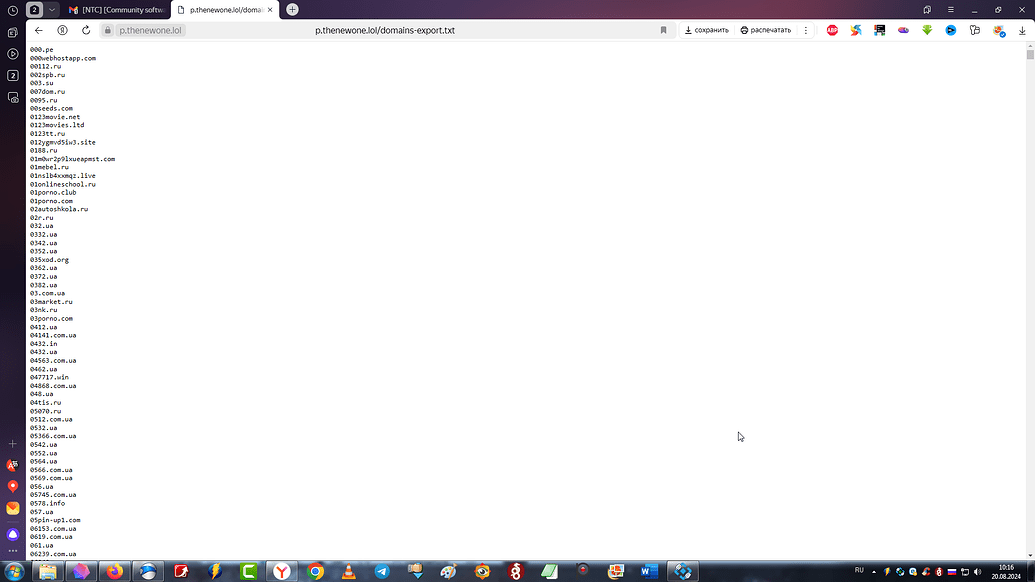 2
[NTC] [Community softw
p.thenewone.lol/domai
p.thenewone.lol
p.thenewone.lol/domains-export.txt
сохранить
распечатать
ABP
2
000.pe
000webhostapp.com
00112.ru
002spb.ru
003.su
007dom.ru
0095.ru
00seeds.com
0123movie.net
0123movies.ltd
0123tt.ru
012ygmvd5iw3.site
0188.ru
01m0wr2p9lxueapmst.com
01mebel.ru
01nslb4xxmqz.live
01onlineschool.ru
01porno.club
01porno.com
02avtoshkola.ru
02r.ru
032.ua
0332.ua
0342.ua
0352.ua
035xod.org
0362.ua
0372.ua
0382.ua
03.com.ua
03market.ru
03nk.ru
03porno.com
0412.ua
04141.com.ua
0432.in
0432.ua
04563.com.ua
0462.ua
047717.win
04868.com.ua
048.ua
04tis.ru
05070.ru
0512.com.ua
0532.ua
05366.com.ua
0542.ua
0552.ua
0564.ua
0566.com.ua
0569.com.ua
056.ua
05745.com.ua
0578.info
057.ua
05pin-up1.com
06153.com.ua
0619.com.ua
061.ua
06239.com.ua
RU
10:16
20.08.2024